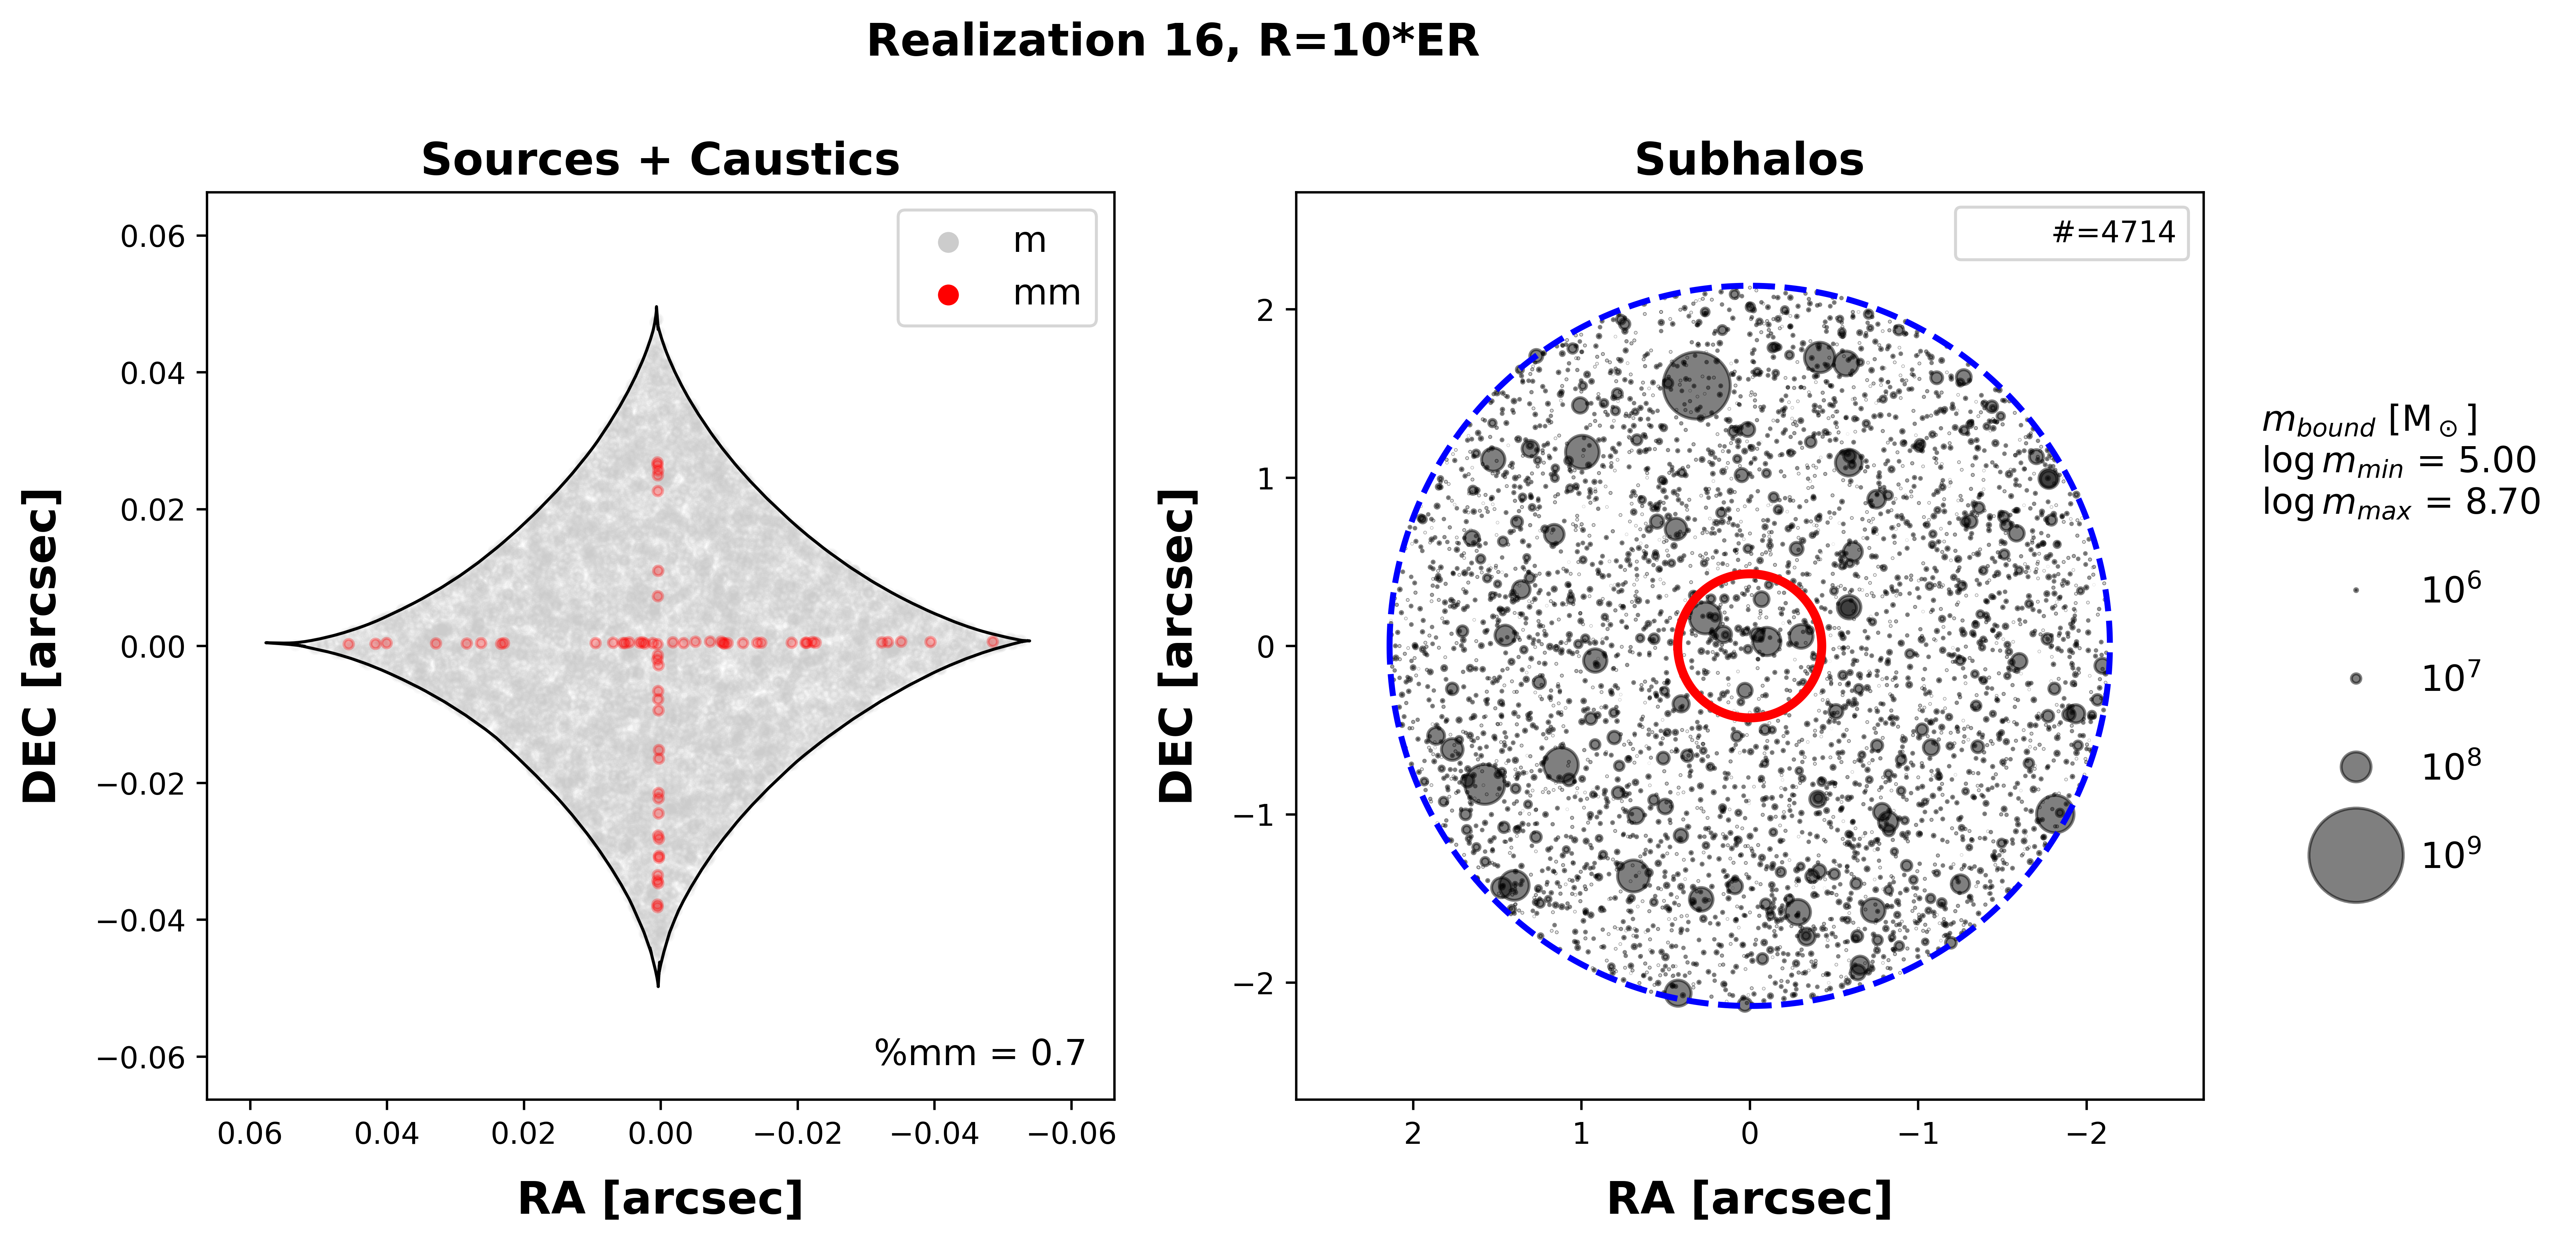 Realization 16, R=10*ER
Sources + Caustics
m
mm
%mm = 0.7
0.06
0.04
0.02
0.00
−0.02
−0.04
−0.06
DEC [arcsec]
0.06
0.04
0.02
0.00
−0.02
−0.04
−0.06
RA [arcsec]
Subhalos
#=4714
2
1
0
−1
−2
DEC [arcsec]
2
1
0
−1
−2
RA [arcsec]
m_bound [M_⊙]
log m_min = 5.00
log m_max = 8.70
10^6
10^7
10^8
10^9